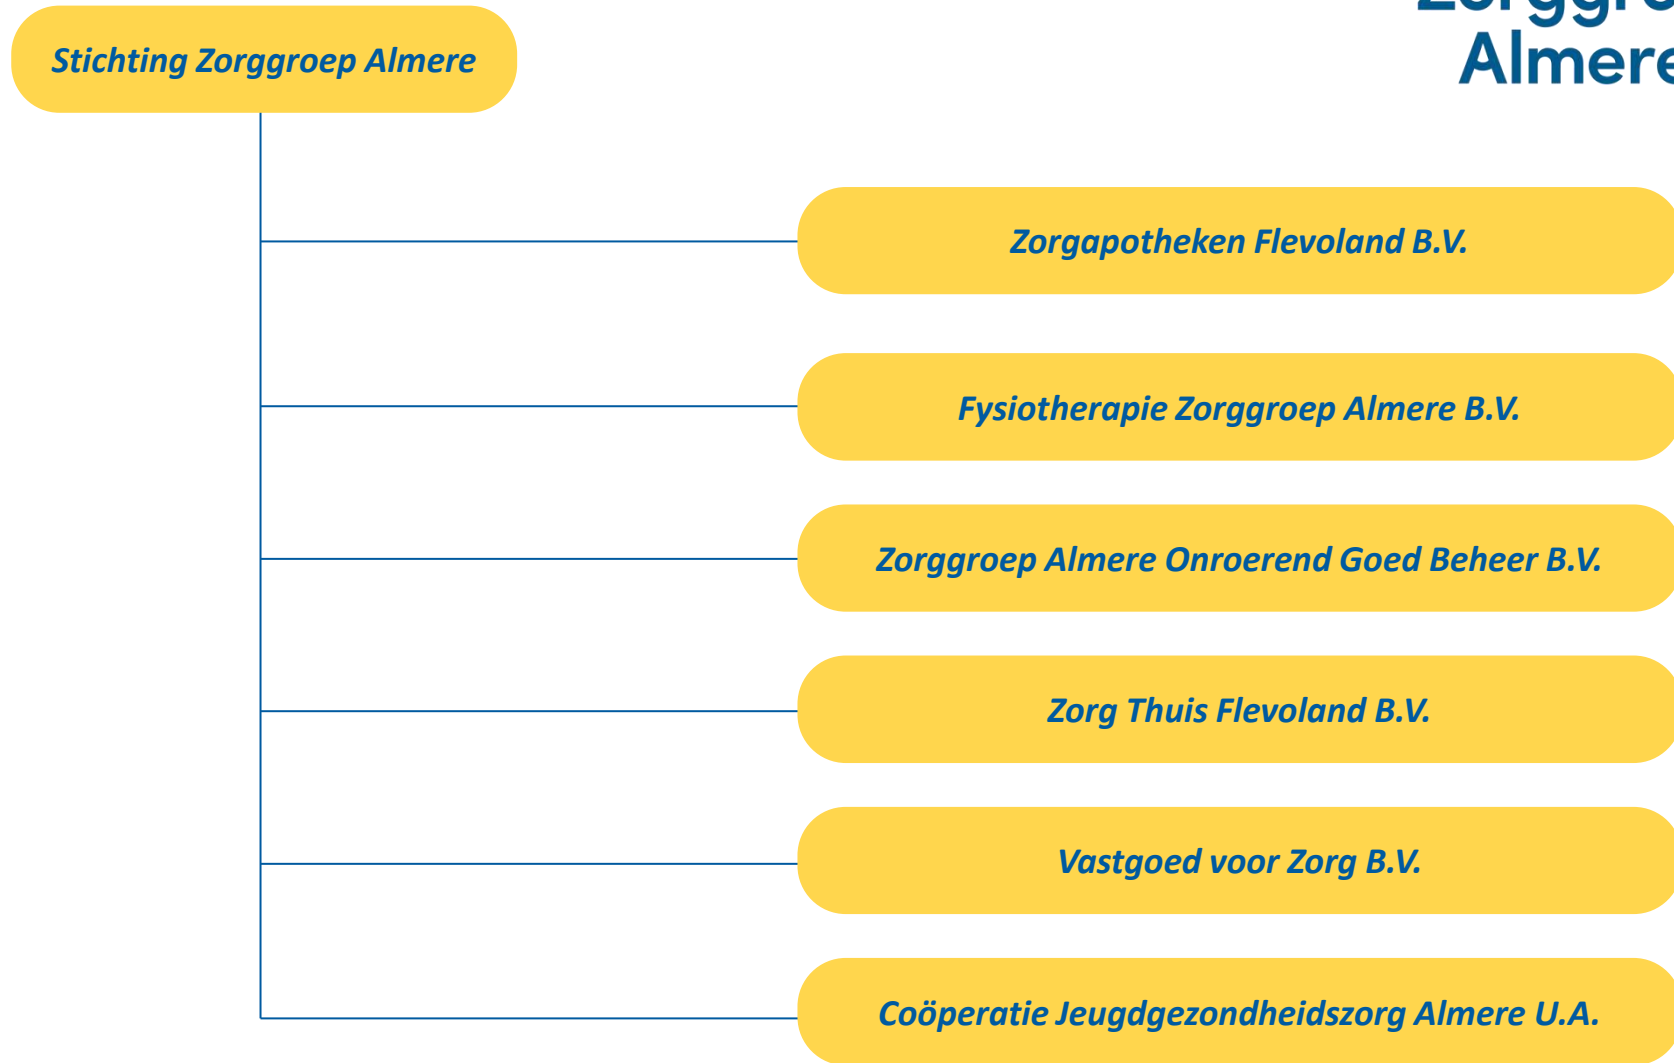 Almere
Stichting Zorggroep Almere
Zorgapotheken Flevoland B.V.
Fysiotherapie Zorggroep Almere B.V.
Zorggroep Almere Onroerend Goed Beheer B.V.
Zorg Thuis Flevoland B.V.
Vastgoed voor Zorg B.V.
Coöperatie Jeugdgezondheidszorg Almere U.A.